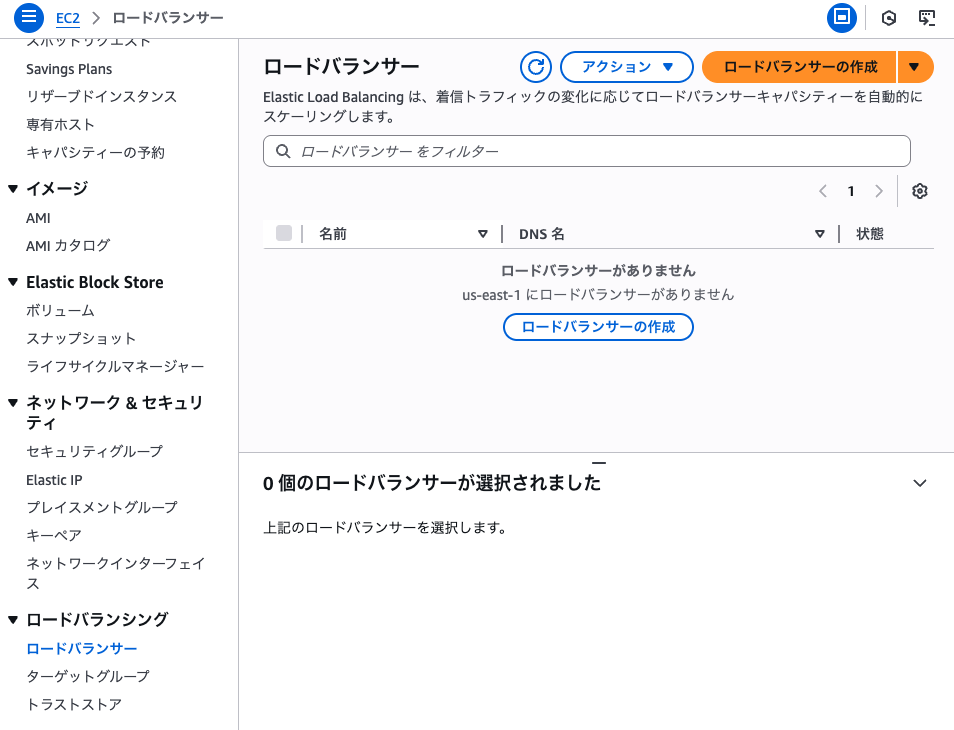 EC2
ロードバランサー
スポットリクエスト
Savings Plans
リザーブドインスタンス
専有ホスト
キャパシティーの予約
イメージ
AMI
AMI カタログ
Elastic Block Store
ボリューム
スナップショット
ライフサイクルマネージャー
ネットワーク & セキュリ
ティ
セキュリティグループ
Elastic IP
プレイスメントグループ
キーペア
ネットワークインターフェイ
ス
ロードバランシング
ロードバランサー
ターゲットグループ
トラストストア
ロードバランサー
アクション
ロードバランサーの作成
Elastic Load Balancing は、着信トラフィックの変化に応じてロードバランサーキャパシティーを自動的に
スケーリングします。
ロードバランサー をフィルター
1
名前
DNS 名
状態
ロードバランサーがありません
us-east-1 にロードバランサーがありません
ロードバランサーの作成
0 個のロードバランサーが選択されました
上記のロードバランサーを選択します。